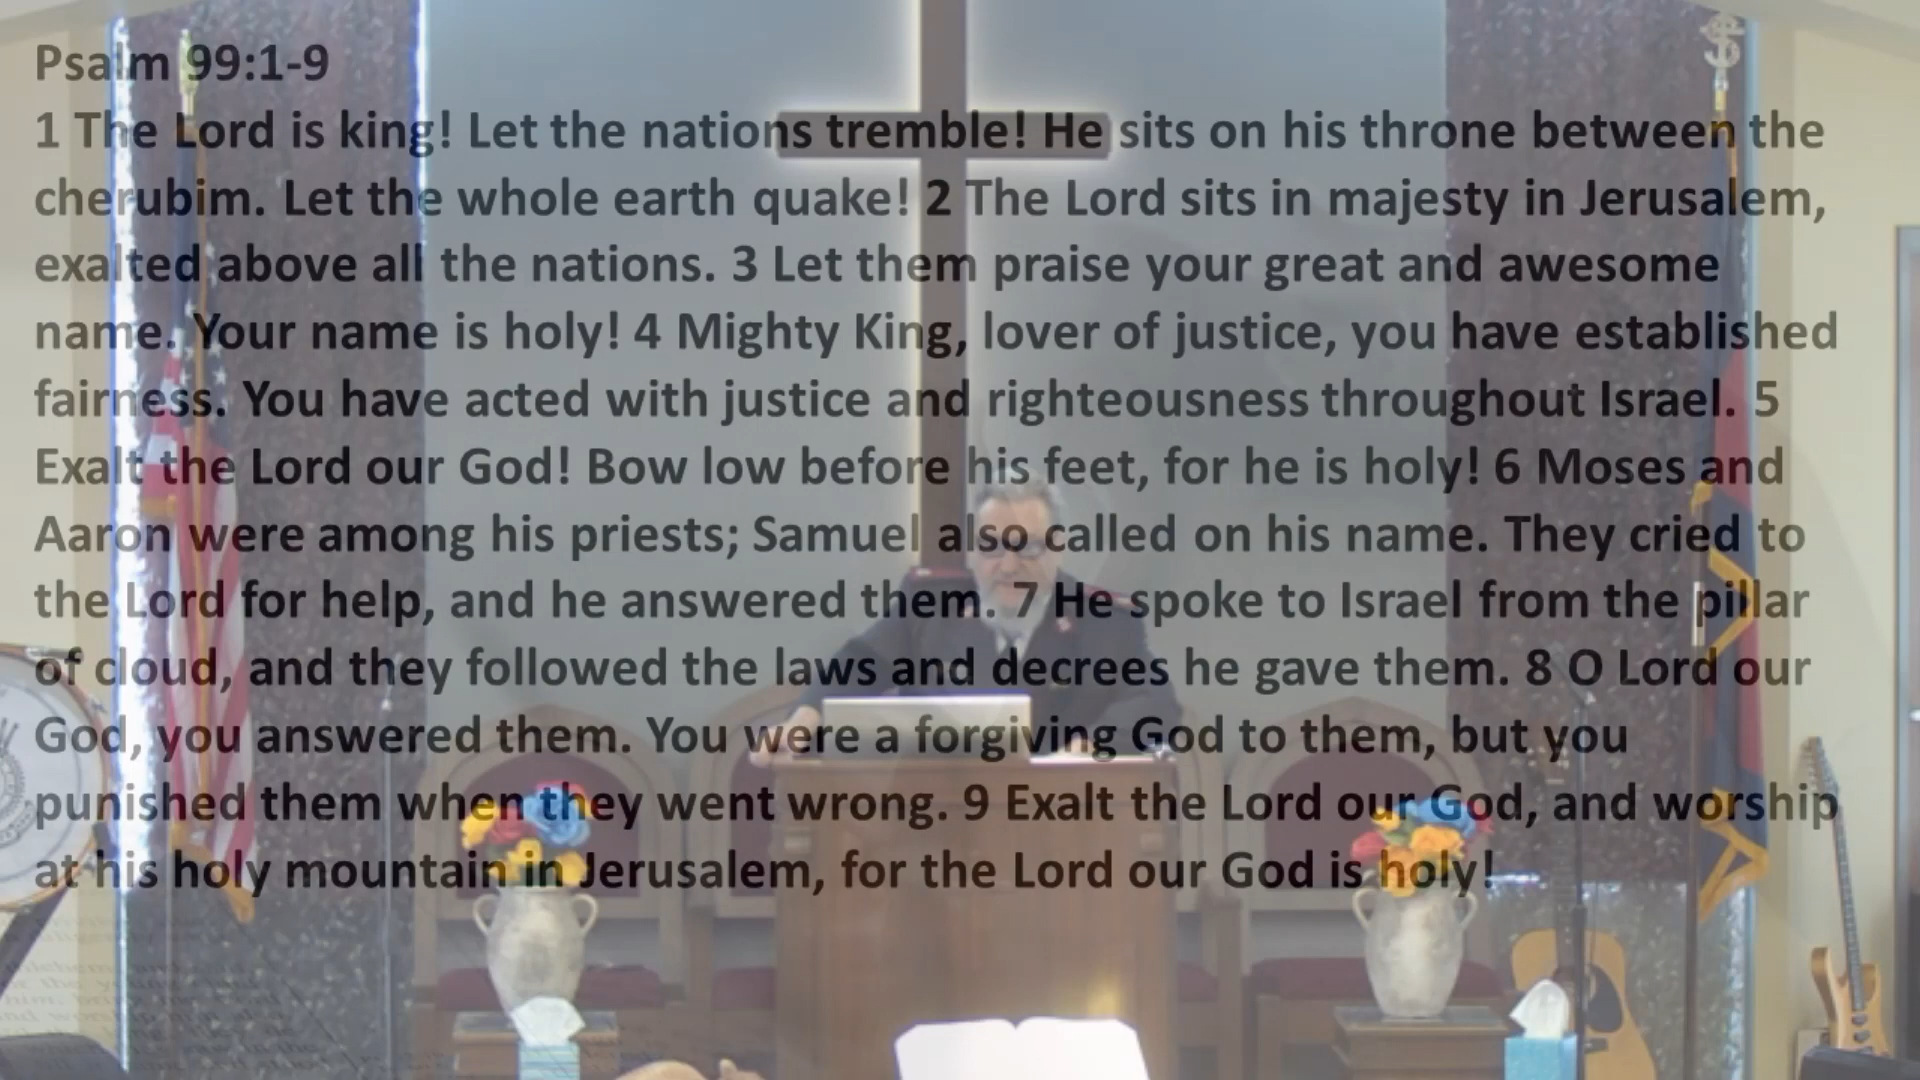 Psalm 99:1-9
1 The Lord is king! Let the nations tremble! He sits on his throne between the
cherubim. Let the whole earth quake! 2 The Lord sits in majesty in Jerusalem,
exalted above all the nations. 3 Let them praise your great and awesome
name. Your name is holy! 4 Mighty King, lover of justice, you have established
fairness. You have acted with justice and righteousness throughout Israel. 5
Exalt the Lord our God! Bow low before his feet, for he is holy! 6 Moses and
Aaron were among his priests; Samuel also called on his name. They cried to
the Lord for help, and he answered them. 7 He spoke to Israel from the pillar
of cloud, and they followed the laws and decrees he gave them. 8 O Lord our
God, you answered them. You were a forgiving God to them, but you
punished them when they went wrong. 9 Exalt the Lord our God, and worship
at his holy mountain in Jerusalem, for the Lord our God is holy!